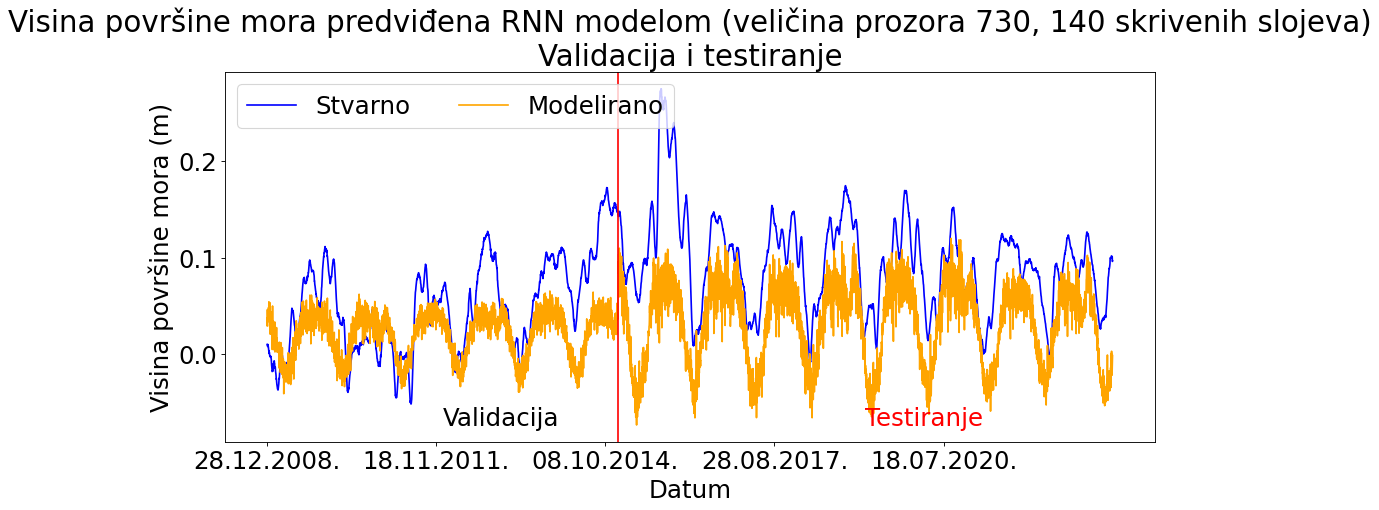 Visina površine mora predviđena RNN modelom (veličina prozora 730, 140 skrivenih slojeva)
Validacija i testiranje
Stvarno Modelirano
Visina površine mora (m)
0.2
0.1
0.0
Validacija Testiranje
28.12.2008. 18.11.2011. 08.10.2014. 28.08.2017. 18.07.2020.
Datum